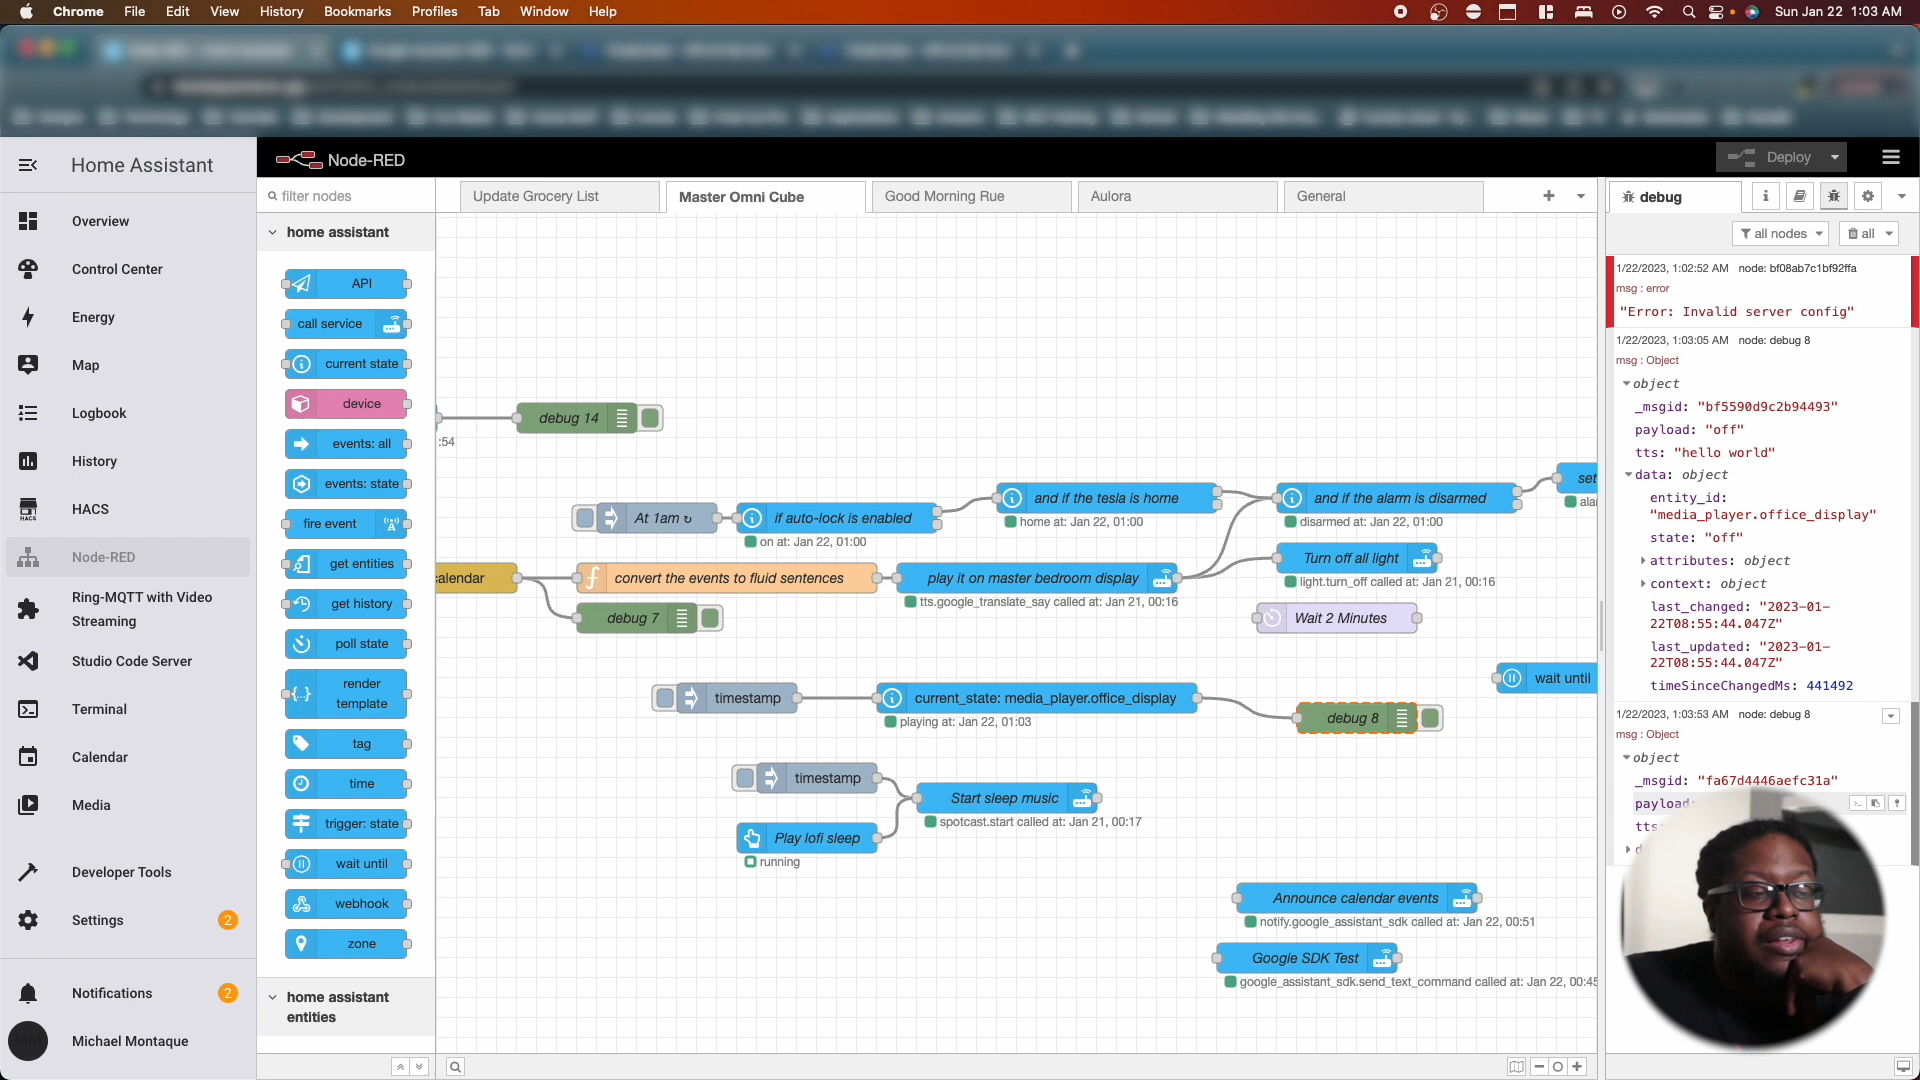 Chrome File Edit View History Bookmarks Profiles Tab Window Help Sun Jan 22 1:03 AM
Home Assistant
Overview
Control Center
Energy
Map
Logbook
History
HACS
HACS
Node-RED
Ring-MQTT with Video
Streaming
Studio Code Server
Terminal
Calendar
Media
Developer Tools
Settings 2
Notifications 2
MM Michael Montaque
Node-RED
Deploy
filter nodes
home assistant
API
call service
current state
device
events: all
events: state
fire event
get entities
get history
poll state
render
template
tag
time
trigger: state
wait until
webhook
zone
home assistant
entities
Update Grocery List
Master Omni Cube
Good Morning Rue
Aulora
General
debug 14
:54
At 1am ↻
if auto-lock is enabled
on at: Jan 22, 01:00
and if the tesla is home
home at: Jan 22, 01:00
and if the alarm is disarmed
disarmed at: Jan 22, 01:00
set
alar
Turn off all light
light.turn_off called at: Jan 21, 00:16
calendar
convert the events to fluid sentences
play it on master bedroom display
tts.google_translate_say called at: Jan 21, 00:16
debug 7
Wait 2 Minutes
wait until
timestamp
current_state: media_player.office_display
playing at: Jan 22, 01:03
debug 8
timestamp
Start sleep music
spotcast.start called at: Jan 21, 00:17
Play lofi sleep
running
Announce calendar events
notify.google_assistant_sdk called at: Jan 22, 00:51
Google SDK Test
google_assistant_sdk.send_text_command called at: Jan 22, 00:45
debug
all nodes
all
1/22/2023, 1:02:52 AM node: bf08ab7c1bf92ffa
msg : error
"Error: Invalid server config"
1/22/2023, 1:03:05 AM node: debug 8
msg : Object
object
_msgid: "bf5590d9c2b94493"
payload: "off"
tts: "hello world"
data: object
entity_id:
"media_player.office_display"
state: "off"
attributes: object
context: object
last_changed: "2023-01-
22T08:55:44.047Z"
last_updated: "2023-01-
22T08:55:44.047Z"
timeSinceChangedMs: 441492
1/22/2023, 1:03:53 AM node: debug 8
msg : Object
object
_msgid: "fa67d4446aefc31a"
payload:
tts: